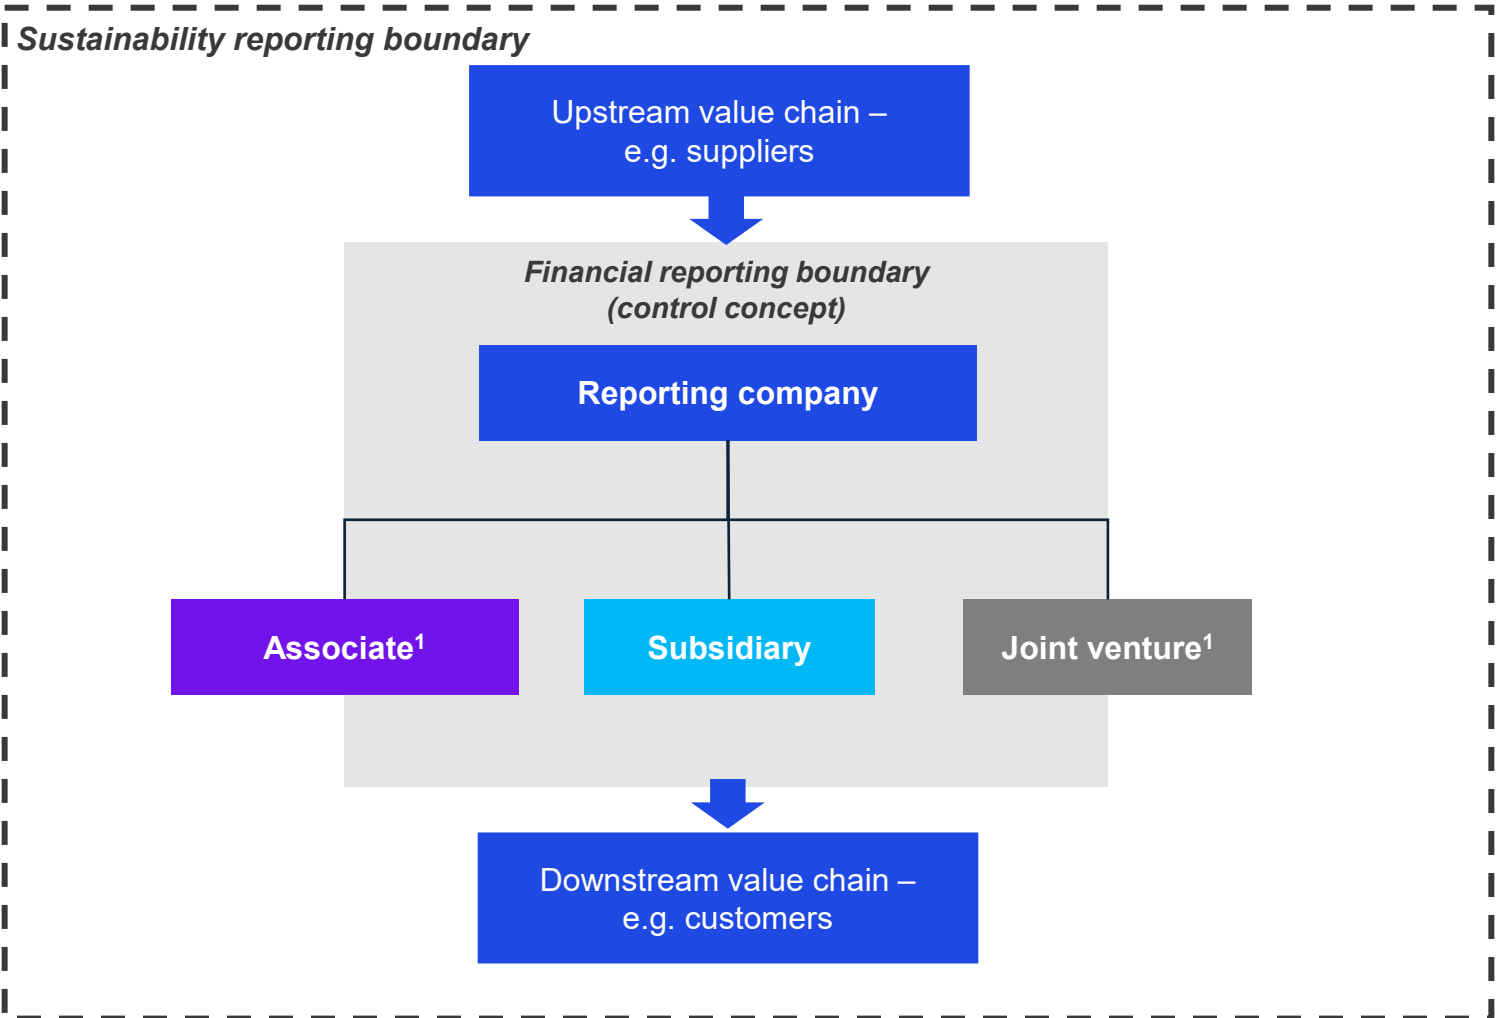 Sustainability reporting boundary
Upstream value chain –
e.g. suppliers
Financial reporting boundary
(control concept)
Reporting company
Associate¹
Subsidiary
Joint venture¹
Downstream value chain –
e.g. customers